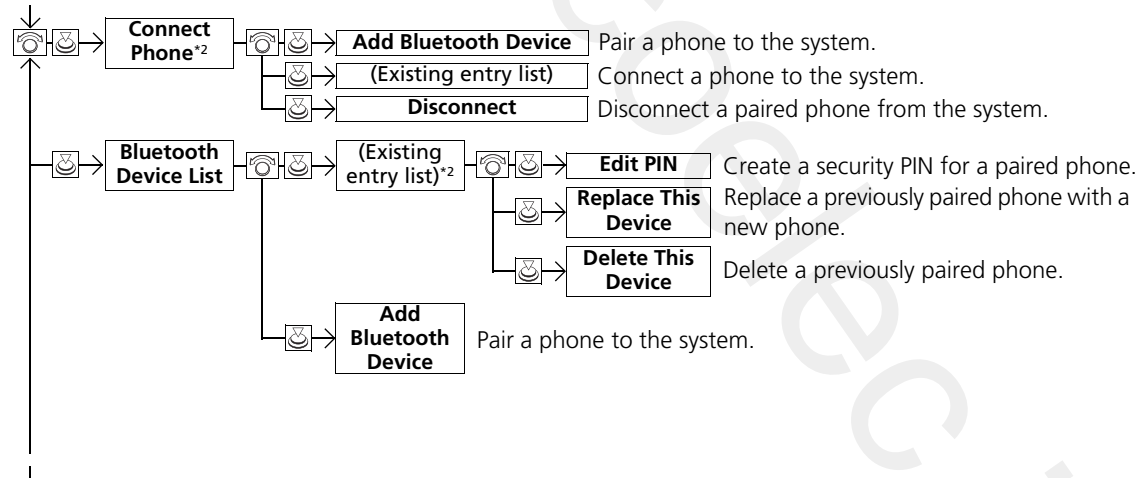 Connect
Phone*2
Add Bluetooth Device
Pair a phone to the system.
(Existing entry list)
Connect a phone to the system.
Disconnect
Disconnect a paired phone from the system.
Bluetooth
Device List
(Existing
entry list)*2
Edit PIN
Create a security PIN for a paired phone.
Replace This
Device
Replace a previously paired phone with a
new phone.
Delete This
Device
Delete a previously paired phone.
Add
Bluetooth
Device
Pair a phone to the system.